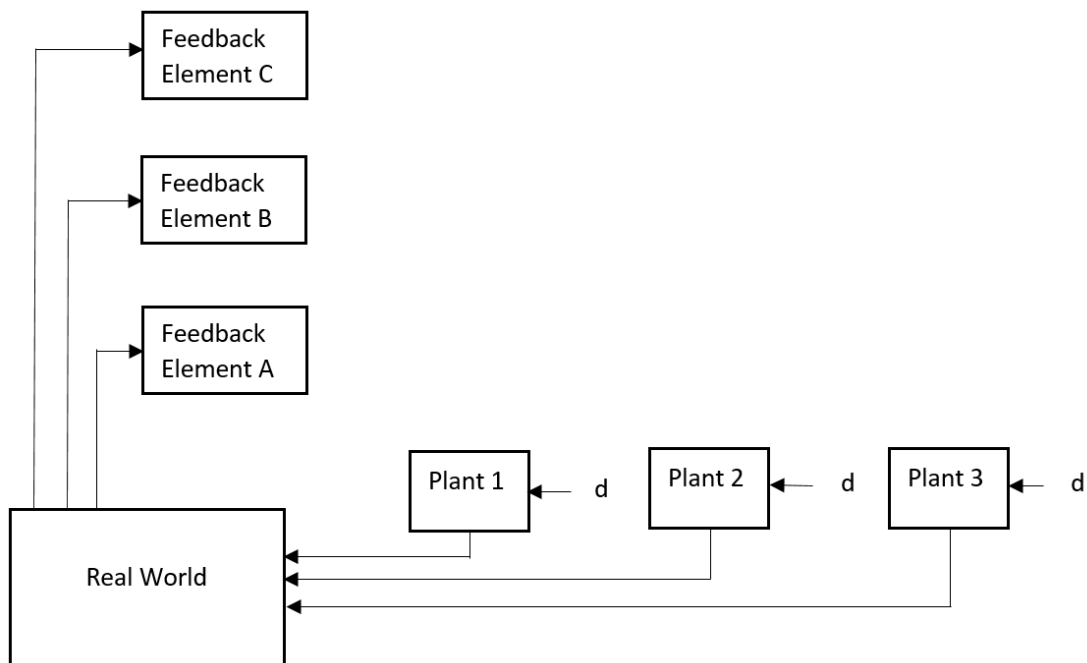 Feedback
Element C
Feedback
Element B
Feedback
Element A
Plant 1
d
Plant 2
d
Plant 3
d
Real World